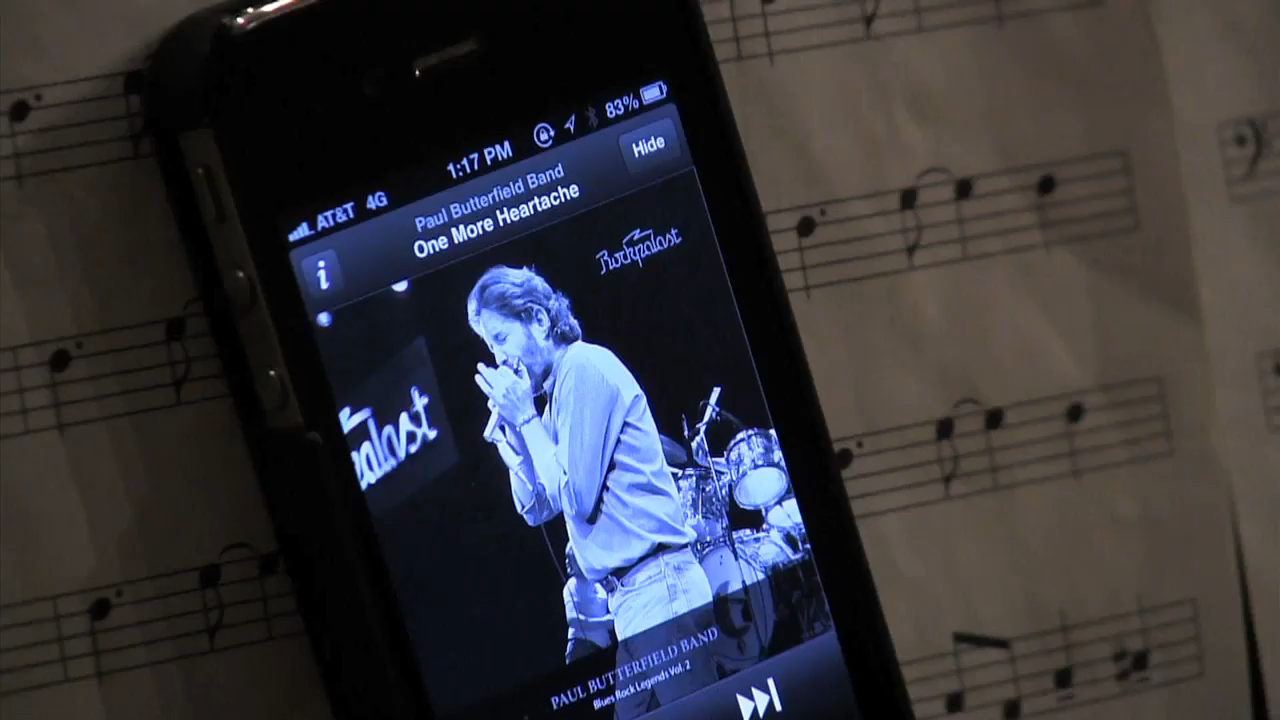 AT&T 4G 1:17 PM 83%
Paul Butterfield Band
One More Heartache
Hide
i
Rockpalast
palast
PAUL BUTTERFIELD BAND
Blues Rock Legends Vol. 2